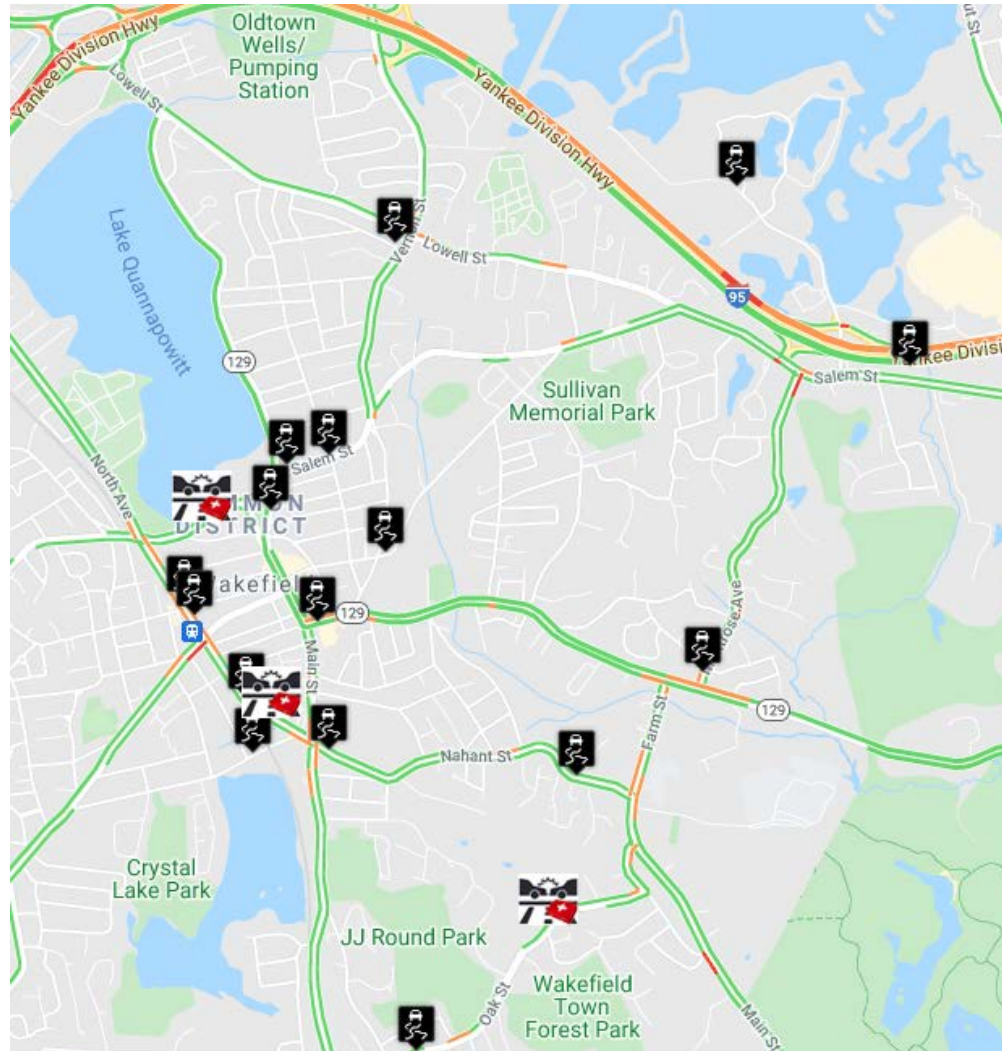 Oldtown
Wells/
Pumping
Station
Yankee Division Hwy
Yankee Division Hwy
Lowell St
Yankee Division Hwy
Lake Quannapowitt
Lowell St
95
129
Salem St
Sullivan
Memorial Park
Salem St
North Ave
DISTRICT
129
Main St
Farm St
129
Nahant St
Crystal
Lake Park
JJ Round Park
Oak St
Wakefield
Town
Forest Park
Main St